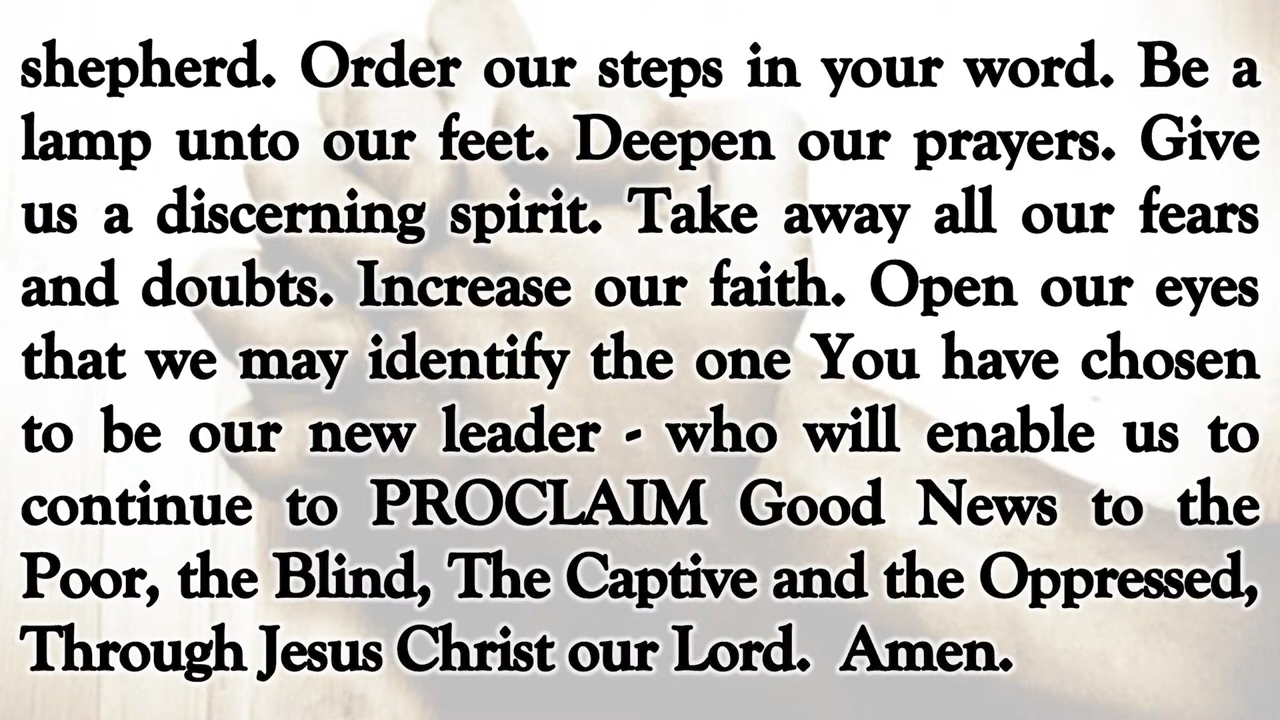 shepherd. Order our steps in your word. Be a
lamp unto our feet. Deepen our prayers. Give
us a discerning spirit. Take away all our fears
and doubts. Increase our faith. Open our eyes
that we may identify the one You have chosen
to be our new leader - who will enable us to
continue to PROCLAIM Good News to the
Poor, the Blind, The Captive and the Oppressed,
Through Jesus Christ our Lord. Amen.